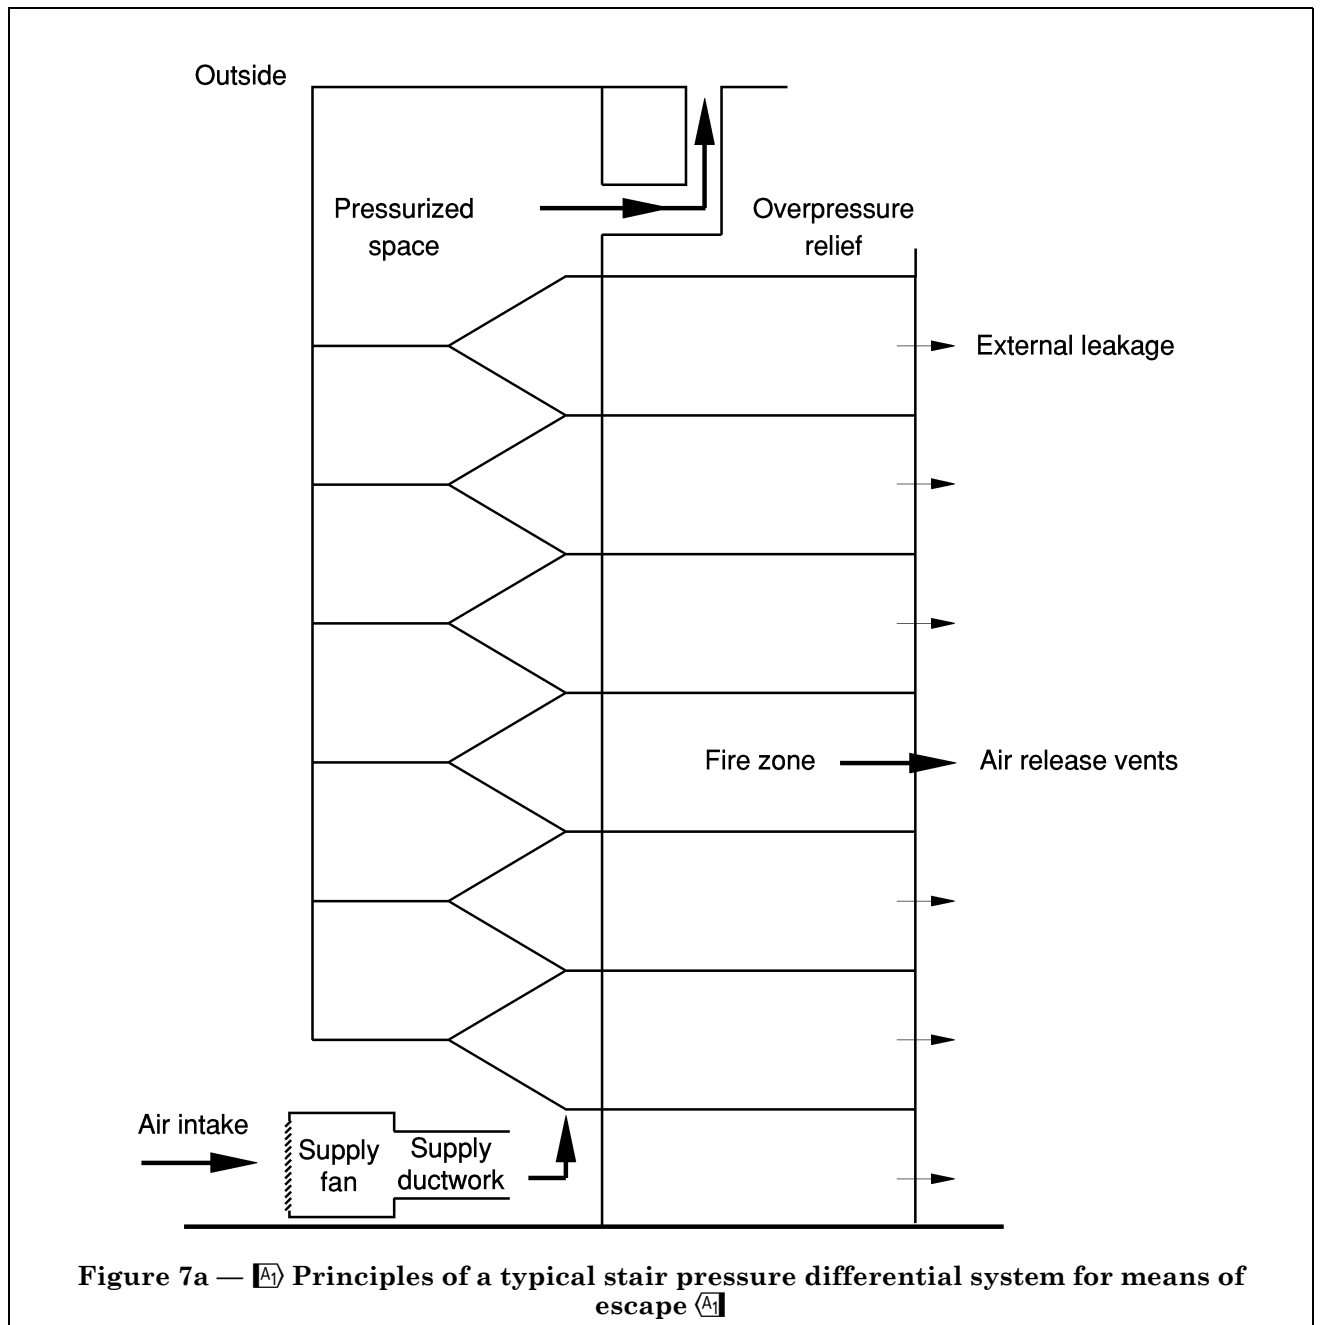 Outside
Pressurized
space
Overpressure
relief
External leakage
Fire zone
Air release vents
Air intake
Supply
fan
Supply
ductwork
Figure 7a — A1 Principles of a typical stair pressure differential system for means of
escape A1